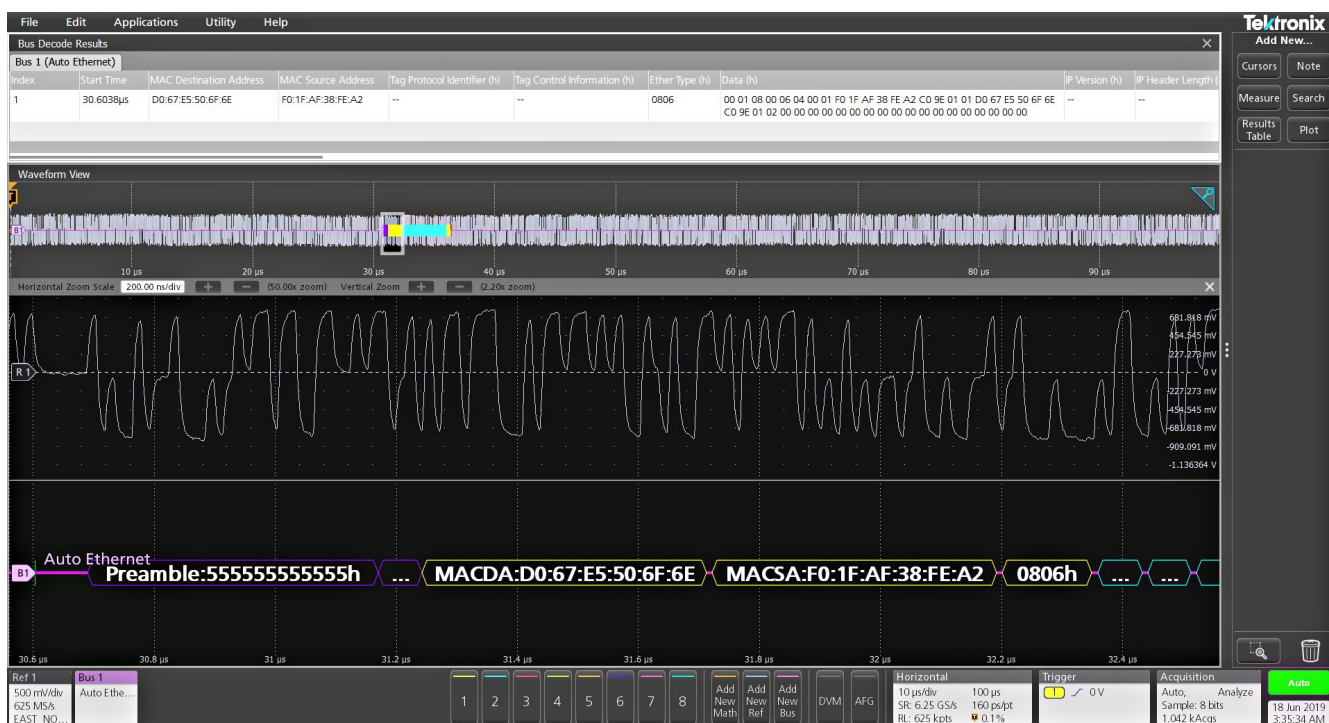 File Edit Applications Utility Help
Tektronix
Add New...
Bus Decode Results
Bus 1 (Auto Ethernet)
Index Start Time MAC Destination Address MAC Source Address Tag Protocol Identifier (h) Tag Control Information (h) Ether Type (h) Data (h) IP Version (h) IP Header Length (
1 30.6038µs D0:67:E5:50:6F:6E F0:1F:AF:38:FE:A2 -- -- 0806 00 01 08 00 06 04 00 01 F0 1F AF 38 FE A2 C0 9E 01 01 D0 67 E5 50 6F 6E -- --
C0 9E 01 02 00 00 00 00 00 00 00 00 00 00 00 00 00 00 00 00 00 00
Cursors Note
Measure Search
Results Table Plot
Waveform View
B1
10 µs 20 µs 30 µs 40 µs 50 µs 60 µs 70 µs 80 µs 90 µs
Horizontal Zoom Scale 200.00 ns/div (50.00x zoom) Vertical Zoom (2.20x zoom)
681.818 mV
454.545 mV
227.273 mV
R 1 0 V
-227.273 mV
-454.545 mV
-681.818 mV
-909.091 mV
-1.136364 V
Auto Ethernet
B1 Preamble:555555555555h ... MACDA:D0:67:E5:50:6F:6E MACSA:F0:1F:AF:38:FE:A2 0806h ... ...
30.6 µs 30.8 µs 31 µs 31.2 µs 31.4 µs 31.6 µs 31.8 µs 32 µs 32.2 µs 32.4 µs
Ref 1
500 mV/div
625 MS/s
EAST_NO...
Bus 1
Auto Ethe...
1 2 3 4 5 6 7 8
Add New Math
Add New Ref
Add New Bus
DVM AFG
Horizontal
10 µs/div 100 µs
SR: 6.25 GS/s 160 ps/pt
RL: 625 kpts 0.1%
Trigger
1 0 V
Acquisition
Auto, Analyze
Sample: 8 bits
1.042 kAcqs
Auto
18 Jun 2019
3:35:34 AM